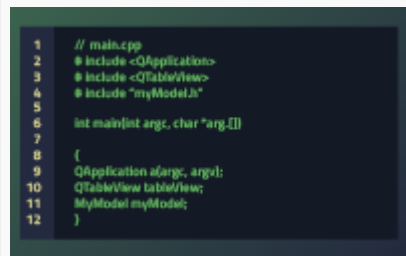 1 // main.cpp
2 # include <QApplication>
3 # include <QTableView>
4 # include "myModel.h"
5
6 int main(int argc, char *arg.[])
7
8 {
9 QApplication a(argc, argv);
10 QTableView tableView;
11 MyModel myModel;
12 }